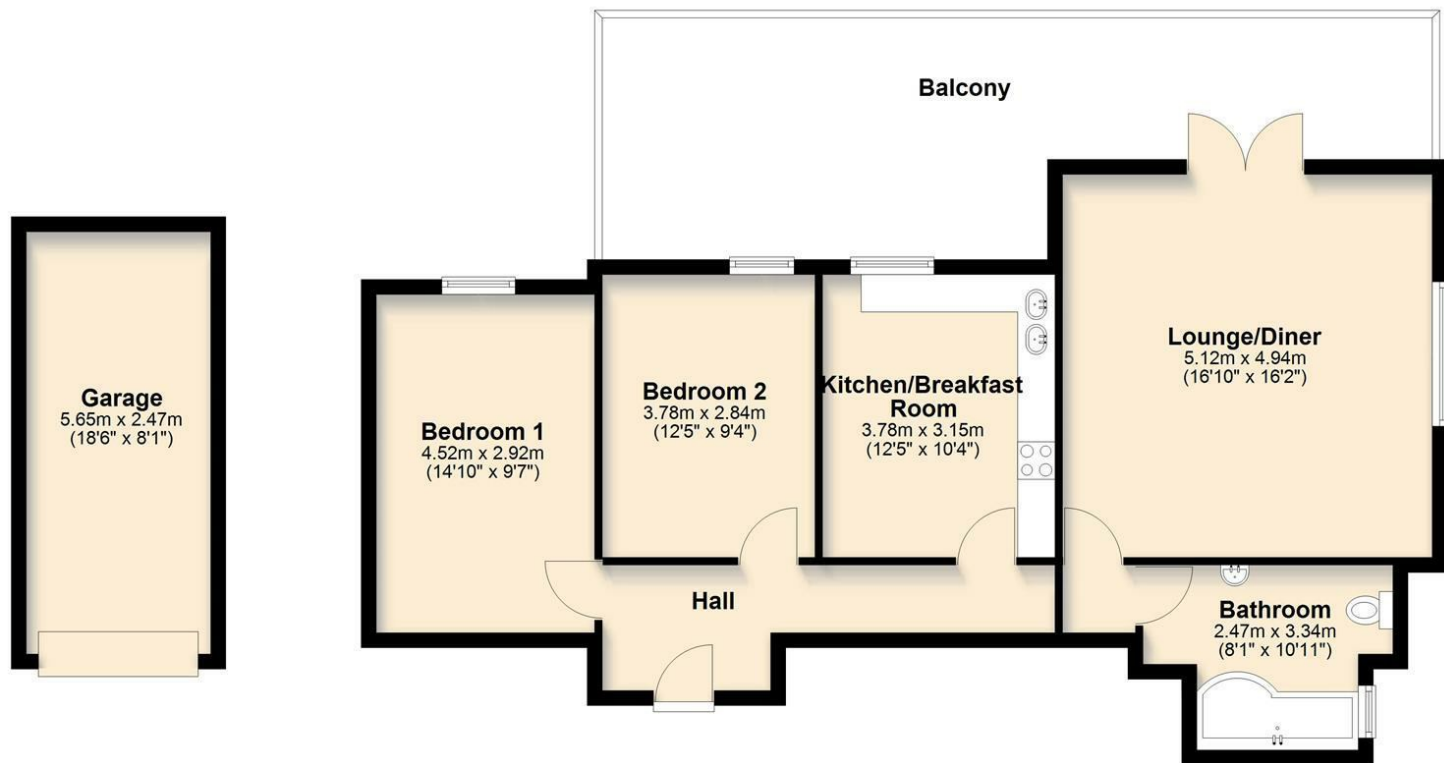 Balcony
Garage
5.65m x 2.47m
(18'6" x 8'1")
Bedroom 1
4.52m x 2.92m
(14'10" x 9'7")
Bedroom 2
3.78m x 2.84m
(12'5" x 9'4")
Kitchen/Breakfast
Room
3.78m x 3.15m
(12'5" x 10'4")
Lounge/Diner
5.12m x 4.94m
(16'10" x 16'2")
Hall
Bathroom
2.47m x 3.34m
(8'1" x 10'11")